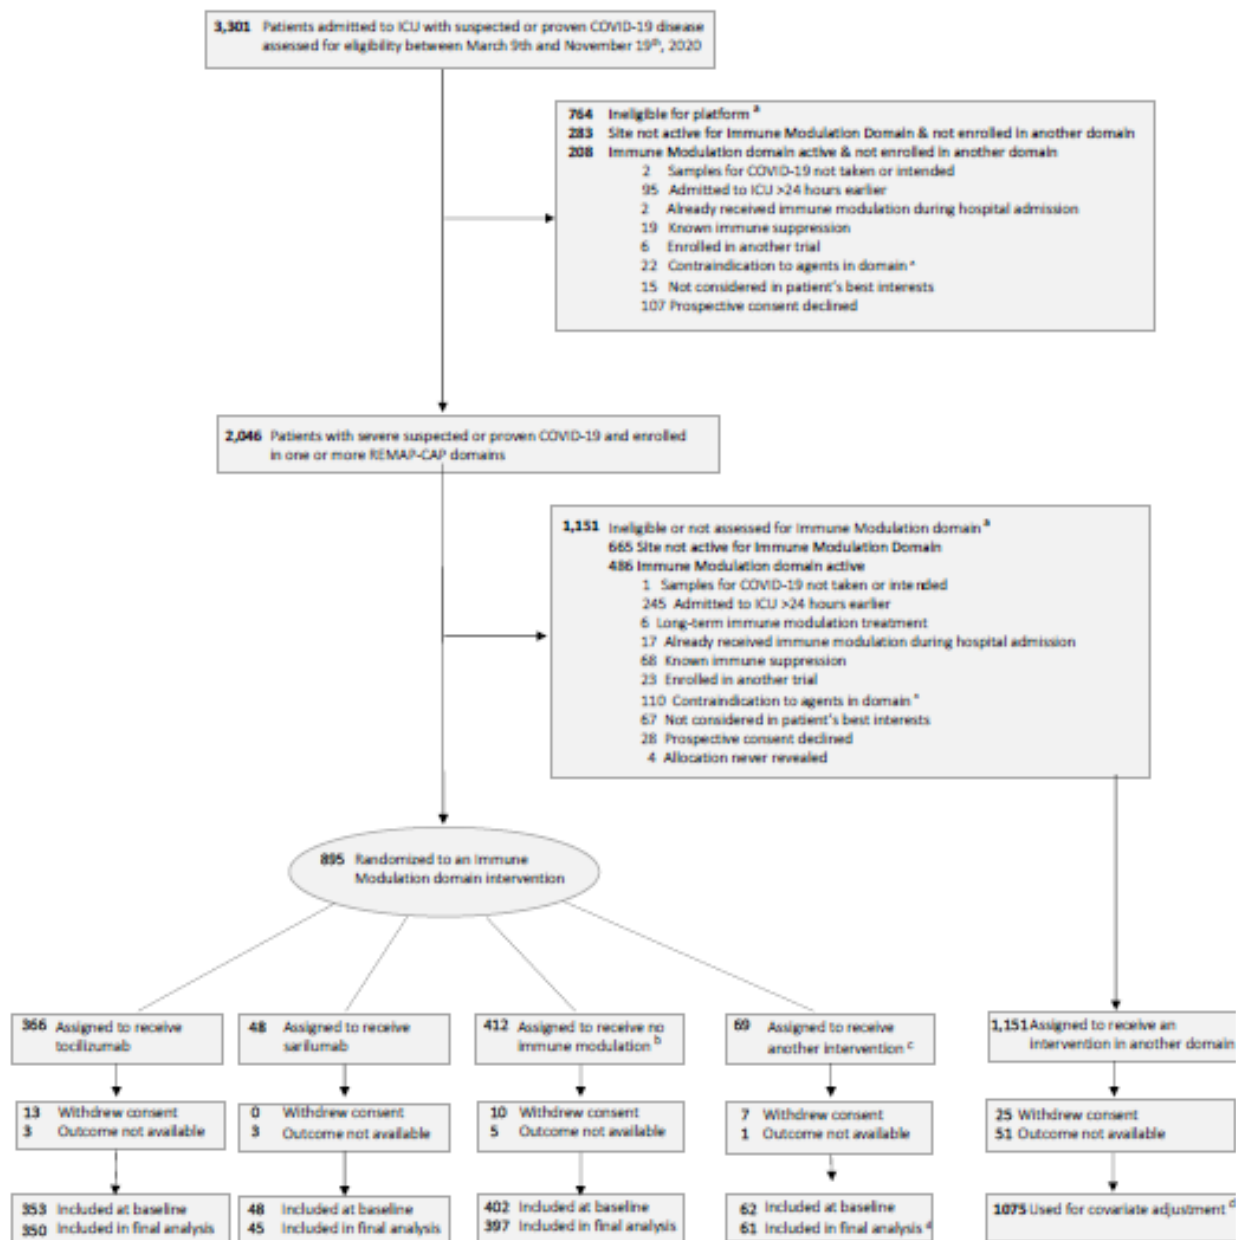 3,301 Patients admitted to ICU with suspected or proven COVID-19 disease
assessed for eligibility between March 9th and November 19th, 2020
764 Ineligible for platform a
283 Site not active for Immune Modulation Domain & not enrolled in another domain
208 Immune Modulation domain active & not enrolled in another domain
2 Samples for COVID-19 not taken or intended
95 Admitted to ICU >24 hours earlier
2 Already received immune modulation during hospital admission
19 Known immune suppression
6 Enrolled in another trial
22 Contraindication to agents in domain
15 Not considered in patient's best interests
107 Prospective consent declined
2,046 Patients with severe suspected or proven COVID-19 and enrolled
in one or more REMAP-CAP domains
1,151 Ineligible or not assessed for Immune Modulation domain a
665 Site not active for Immune Modulation Domain
486 Immune Modulation domain active
1 Samples for COVID-19 not taken or intended
245 Admitted to ICU >24 hours earlier
6 Long-term immune modulation treatment
17 Already received immune modulation during hospital admission
68 Known immune suppression
23 Enrolled in another trial
110 Contraindication to agents in domain
67 Not considered in patient's best interests
28 Prospective consent declined
4 Allocation never revealed
895 Randomized to an Immune
Modulation domain intervention
366 Assigned to receive
tocilizumab
48 Assigned to receive
sarilumab
412 Assigned to receive no
immune modulation b
69 Assigned to receive
another intervention c
1,151 Assigned to receive an
intervention in another domain
13 Withdrew consent
3 Outcome not available
0 Withdrew consent
3 Outcome not available
10 Withdrew consent
5 Outcome not available
7 Withdrew consent
1 Outcome not available
25 Withdrew consent
51 Outcome not available
353 Included at baseline
350 Included in final analysis
48 Included at baseline
45 Included in final analysis
402 Included at baseline
397 Included in final analysis
62 Included at baseline
61 Included in final analysis d
1075 Used for covariate adjustment d